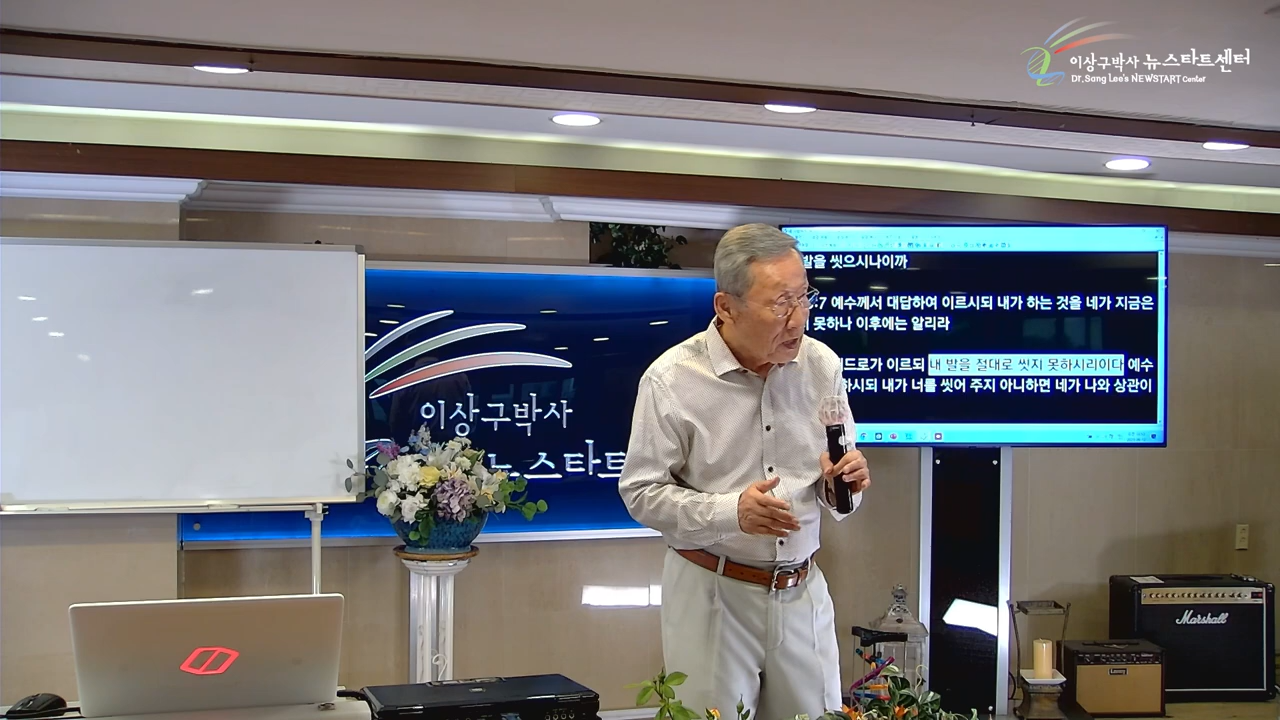 이상구박사 뉴스타트센터
Dr.Sang Lee's NEWSTART Center
발을 씻으시나이까
:7 예수께서 대답하여 이르시되 내가 하는 것을 네가 지금은
못하나 이후에는 알리라
드로가 이르되 내 발을 절대로 씻지 못하시리이다 예수
하시되 내가 너를 씻어 주지 아니하면 네가 나와 상관이
이상구박사
뉴스타트
Marshall
Laney